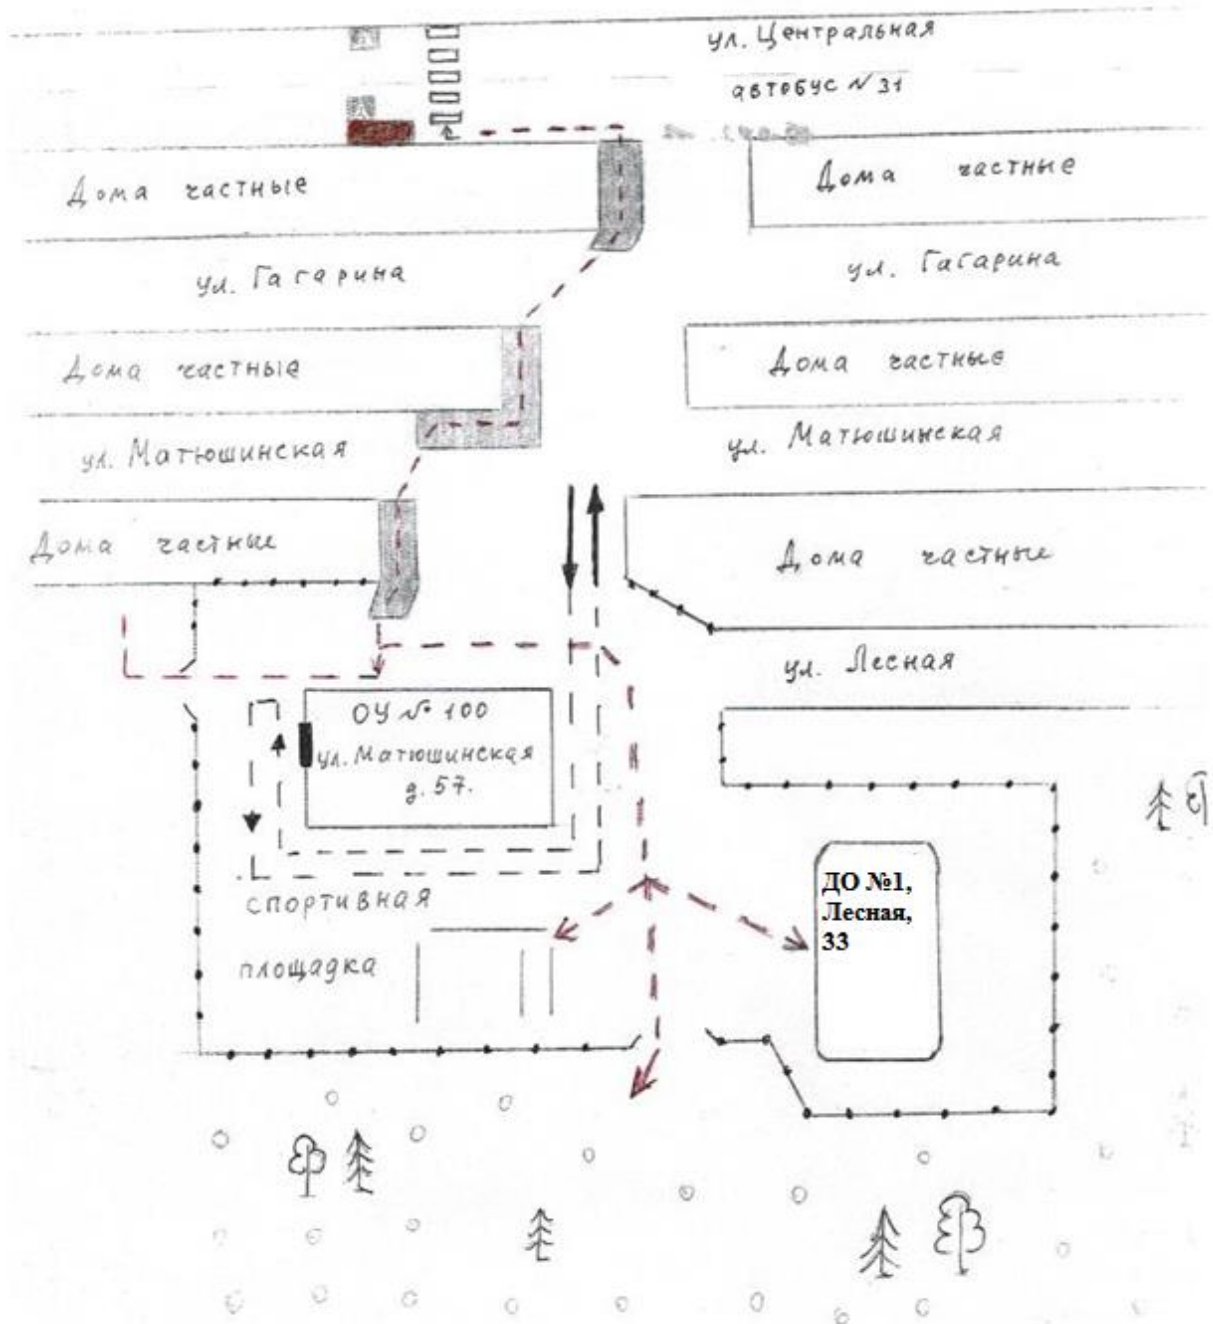 ул. Центральная
автобус № 31
Дома частные
Дома частные
ул. Гагарина
ул. Гагарина
Дома частные
Дома частные
ул. Матюшинская
ул. Матюшинская
Дома частные
Дома частные
ул. Лесная
ОУ № 100
ул. Матюшинская
д. 57.
ДО №1,
Лесная,
33
спортивная
площадка